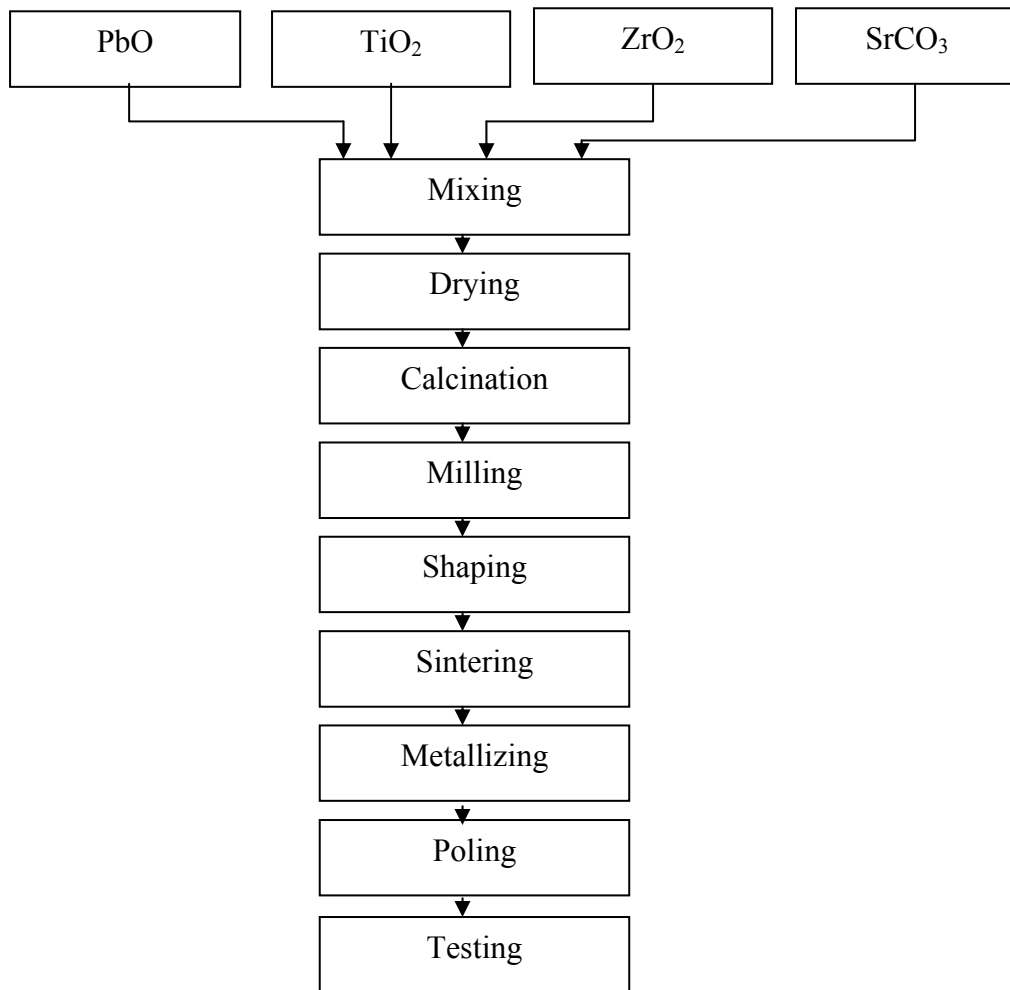 PbO
TiO₂
ZrO₂
SrCO₃
Mixing
Drying
Calcination
Milling
Shaping
Sintering
Metallizing
Poling
Testing